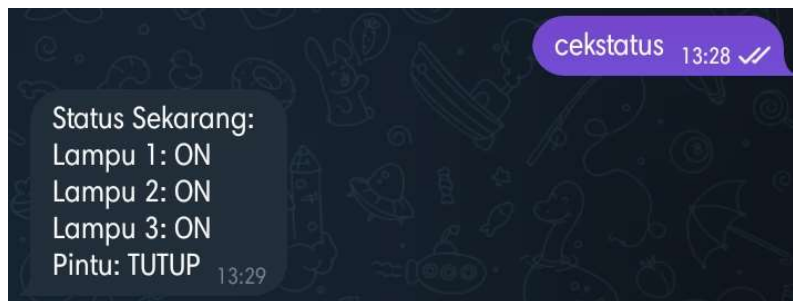 cekstatus 13:28
Status Sekarang:
Lampu 1: ON
Lampu 2: ON
Lampu 3: ON
Pintu: TUTUP 13:29